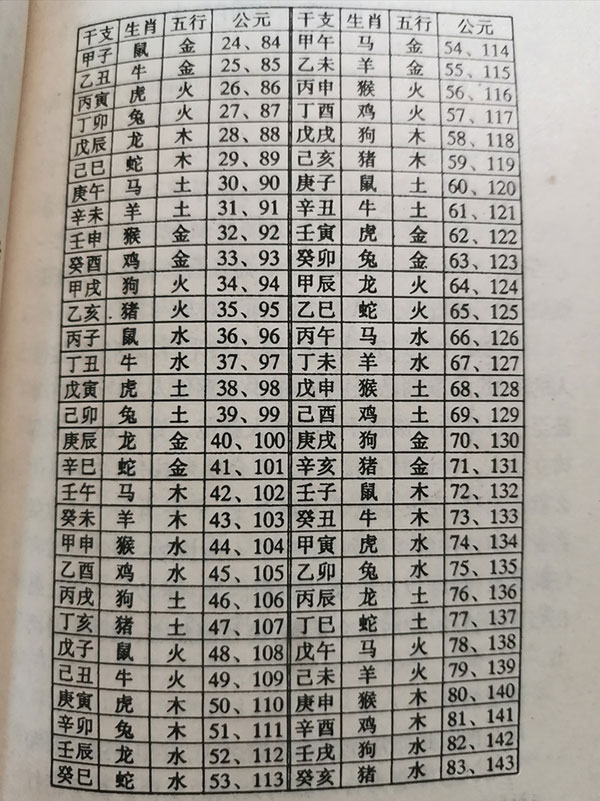 干支 生肖 五行 公元 干支 生肖 五行 公元
甲子 鼠 金 24、84 甲午 马 金 54、114
乙丑 牛 金 25、85 乙未 羊 金 55、115
丙寅 虎 火 26、86 丙申 猴 火 56、116
丁卯 兔 火 27、87 丁酉 鸡 火 57、117
戊辰 龙 木 28、88 戊戌 狗 木 58、118
己巳 蛇 木 29、89 己亥 猪 木 59、119
庚午 马 土 30、90 庚子 鼠 土 60、120
辛未 羊 土 31、91 辛丑 牛 土 61、121
壬申 猴 金 32、92 壬寅 虎 金 62、122
癸酉 鸡 金 33、93 癸卯 兔 金 63、123
甲戌 狗 火 34、94 甲辰 龙 火 64、124
乙亥 猪 火 35、95 乙巳 蛇 火 65、125
丙子 鼠 水 36、96 丙午 马 水 66、126
丁丑 牛 水 37、97 丁未 羊 水 67、127
戊寅 虎 土 38、98 戊申 猴 土 68、128
己卯 兔 土 39、99 己酉 鸡 土 69、129
庚辰 龙 金 40、100 庚戌 狗 金 70、130
辛巳 蛇 金 41、101 辛亥 猪 金 71、131
壬午 马 木 42、102 壬子 鼠 木 72、132
癸未 羊 木 43、103 癸丑 牛 木 73、133
甲申 猴 水 44、104 甲寅 虎 水 74、134
乙酉 鸡 水 45、105 乙卯 兔 水 75、135
丙戌 狗 土 46、106 丙辰 龙 土 76、136
丁亥 猪 土 47、107 丁巳 蛇 土 77、137
戊子 鼠 火 48、108 戊午 马 火 78、138
己丑 牛 火 49、109 己未 羊 火 79、139
庚寅 虎 木 50、110 庚申 猴 木 80、140
辛卯 兔 木 51、111 辛酉 鸡 木 81、141
壬辰 龙 水 52、112 壬戌 狗 水 82、142
癸巳 蛇 水 53、113 癸亥 猪 水 83、143